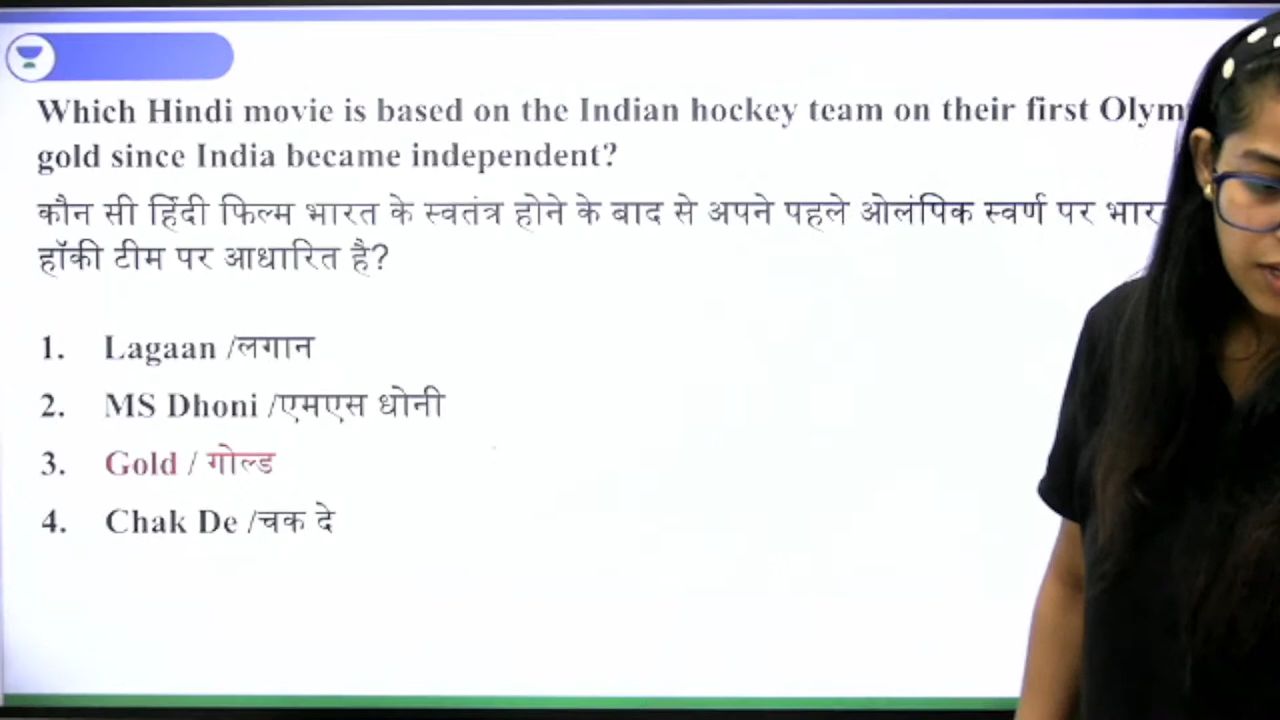 Which Hindi movie is based on the Indian hockey team on their first Olym
gold since India became independent?
कौन सी हिंदी फिल्म भारत के स्वतंत्र होने के बाद से अपने पहले ओलंपिक स्वर्ण पर भार
हॉकी टीम पर आधारित है?
1. Lagaan /लगान
2. MS Dhoni /एमएस धोनी
3. Gold / गोल्ड
4. Chak De /चक दे